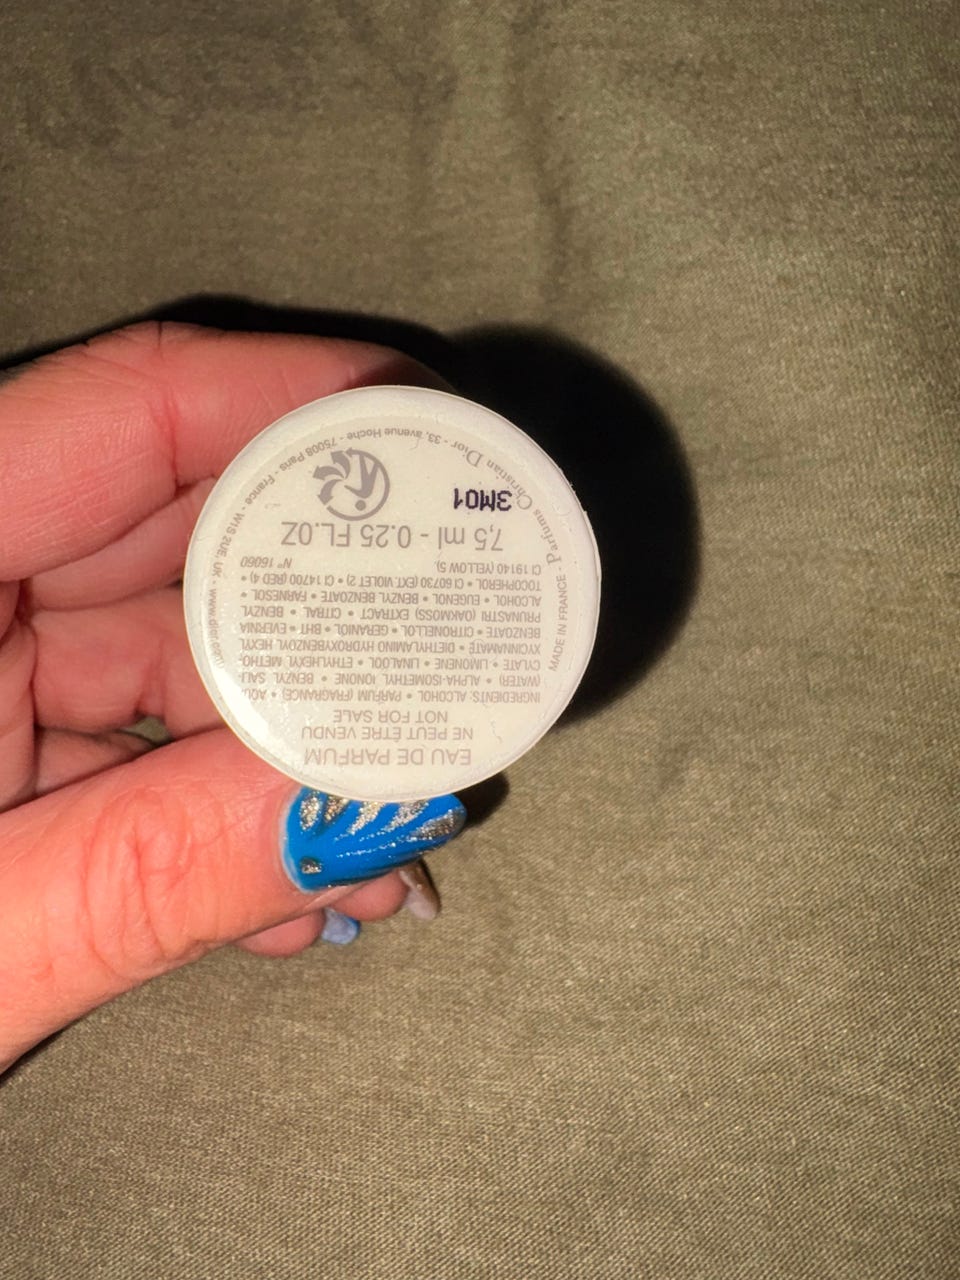 EAU DE PARFUM
NE PEUT ÊTRE VENDU
NOT FOR SALE
INGREDIENTS: ALCOHOL • PARFUM (FRAGRANCE) • AQUA
(WATER) • ALPHA-ISOMETHYL IONONE • BENZYL SALI-
CYLATE • LIMONENE • LINALOOL • ETHYLHEXYL METHO-
XYCINNAMATE • DIETHYLAMINO HYDROXYBENZOYL HEXYL
BENZOATE • CITRONELLOL • GERANIOL • BHT • EVERNIA
PRUNASTRI (OAKMOSS) EXTRACT • CITRAL • BENZYL
ALCOHOL • EUGENOL • BENZYL BENZOATE • FARNESOL •
TOCOPHEROL • CI 60730 (EXT. VIOLET 2) • CI 14700 (RED 4) •
CI 19140 (YELLOW 5).
N° 16060
7,5 ml - 0.25 FL.OZ
3M01
MADE IN FRANCE - Parfums Christian Dior - 33, avenue Hoche - 75008 Paris - France - W1S 2UE, UK - www.dior.com